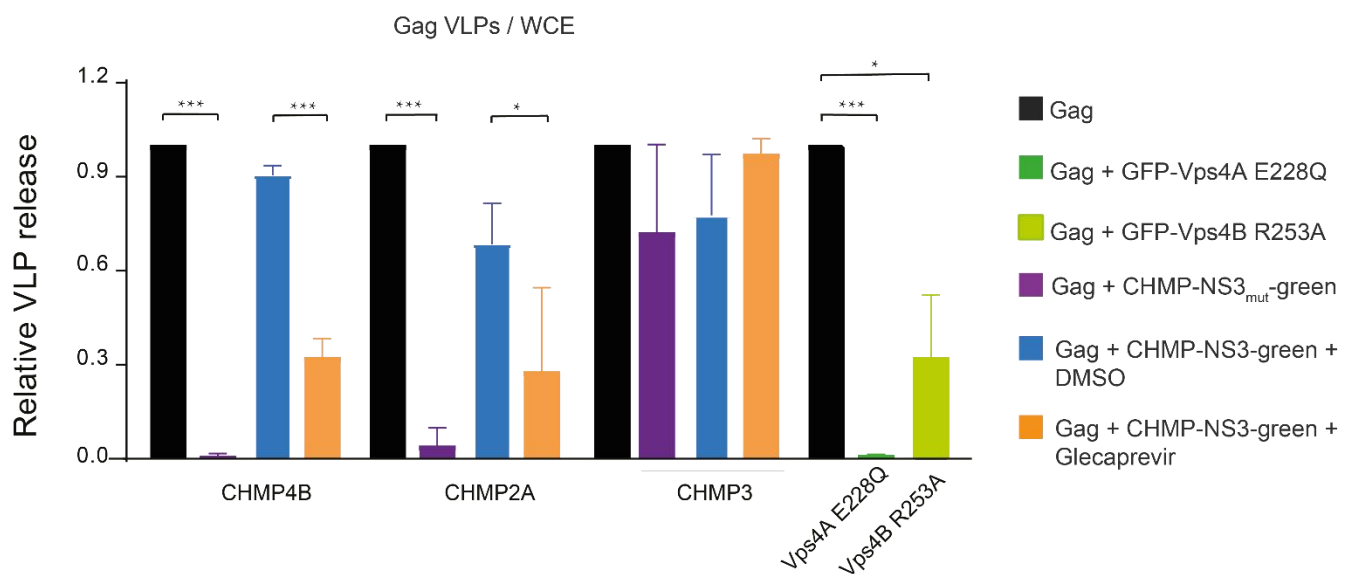 Gag VLPs / WCE
Relative VLP release
1.2
0.9
0.6
0.3
0.0
***
***
***
*
***
*
CHMP4B
CHMP2A
CHMP3
Vps4A E228Q
Vps4B R253A
Gag
Gag + GFP-Vps4A E228Q
Gag + GFP-Vps4B R253A
Gag + CHMP-NS3mut-green
Gag + CHMP-NS3-green +
DMSO
Gag + CHMP-NS3-green +
Glecaprevir